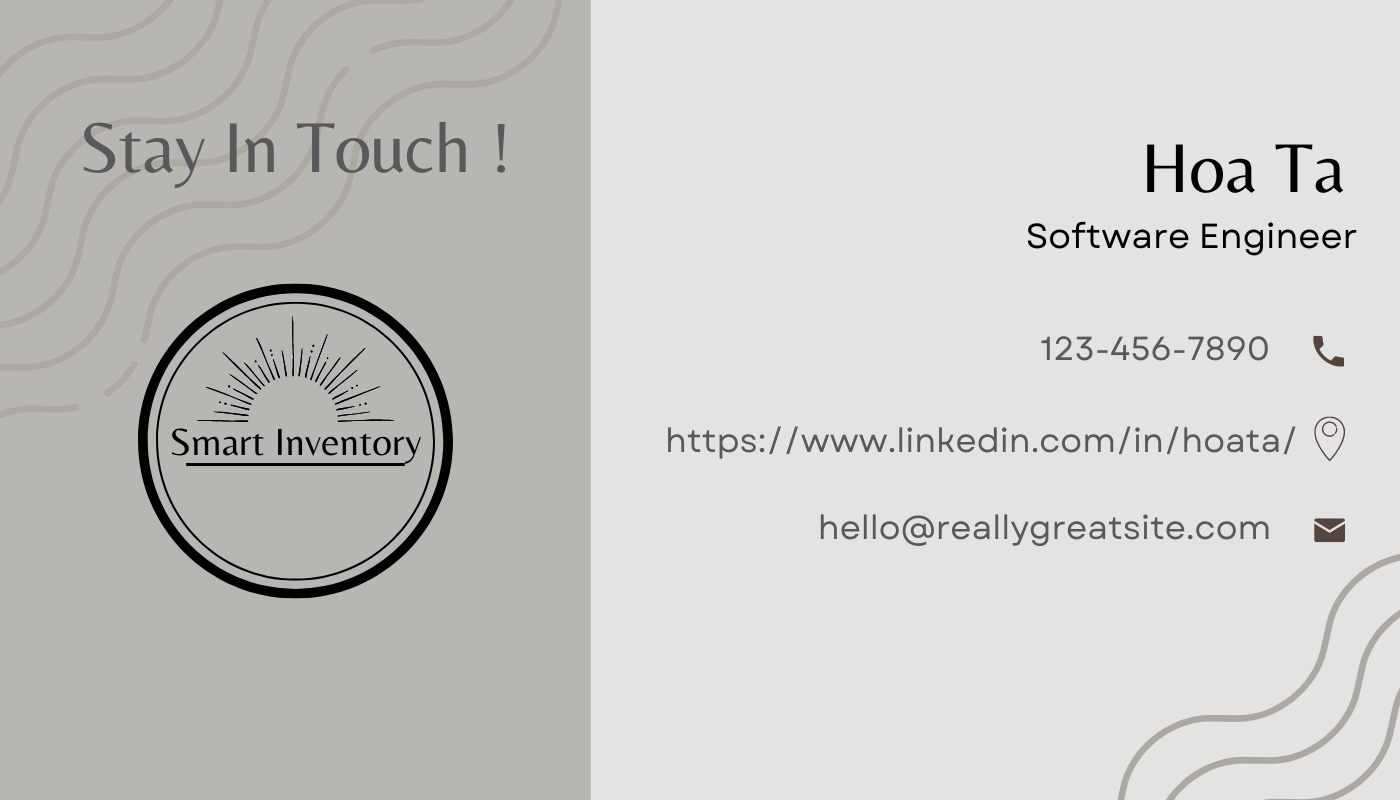 Stay In Touch !
Smart Inventory
Hoa Ta
Software Engineer
123-456-7890
https://www.linkedin.com/in/hoata/
hello@reallygreatsite.com